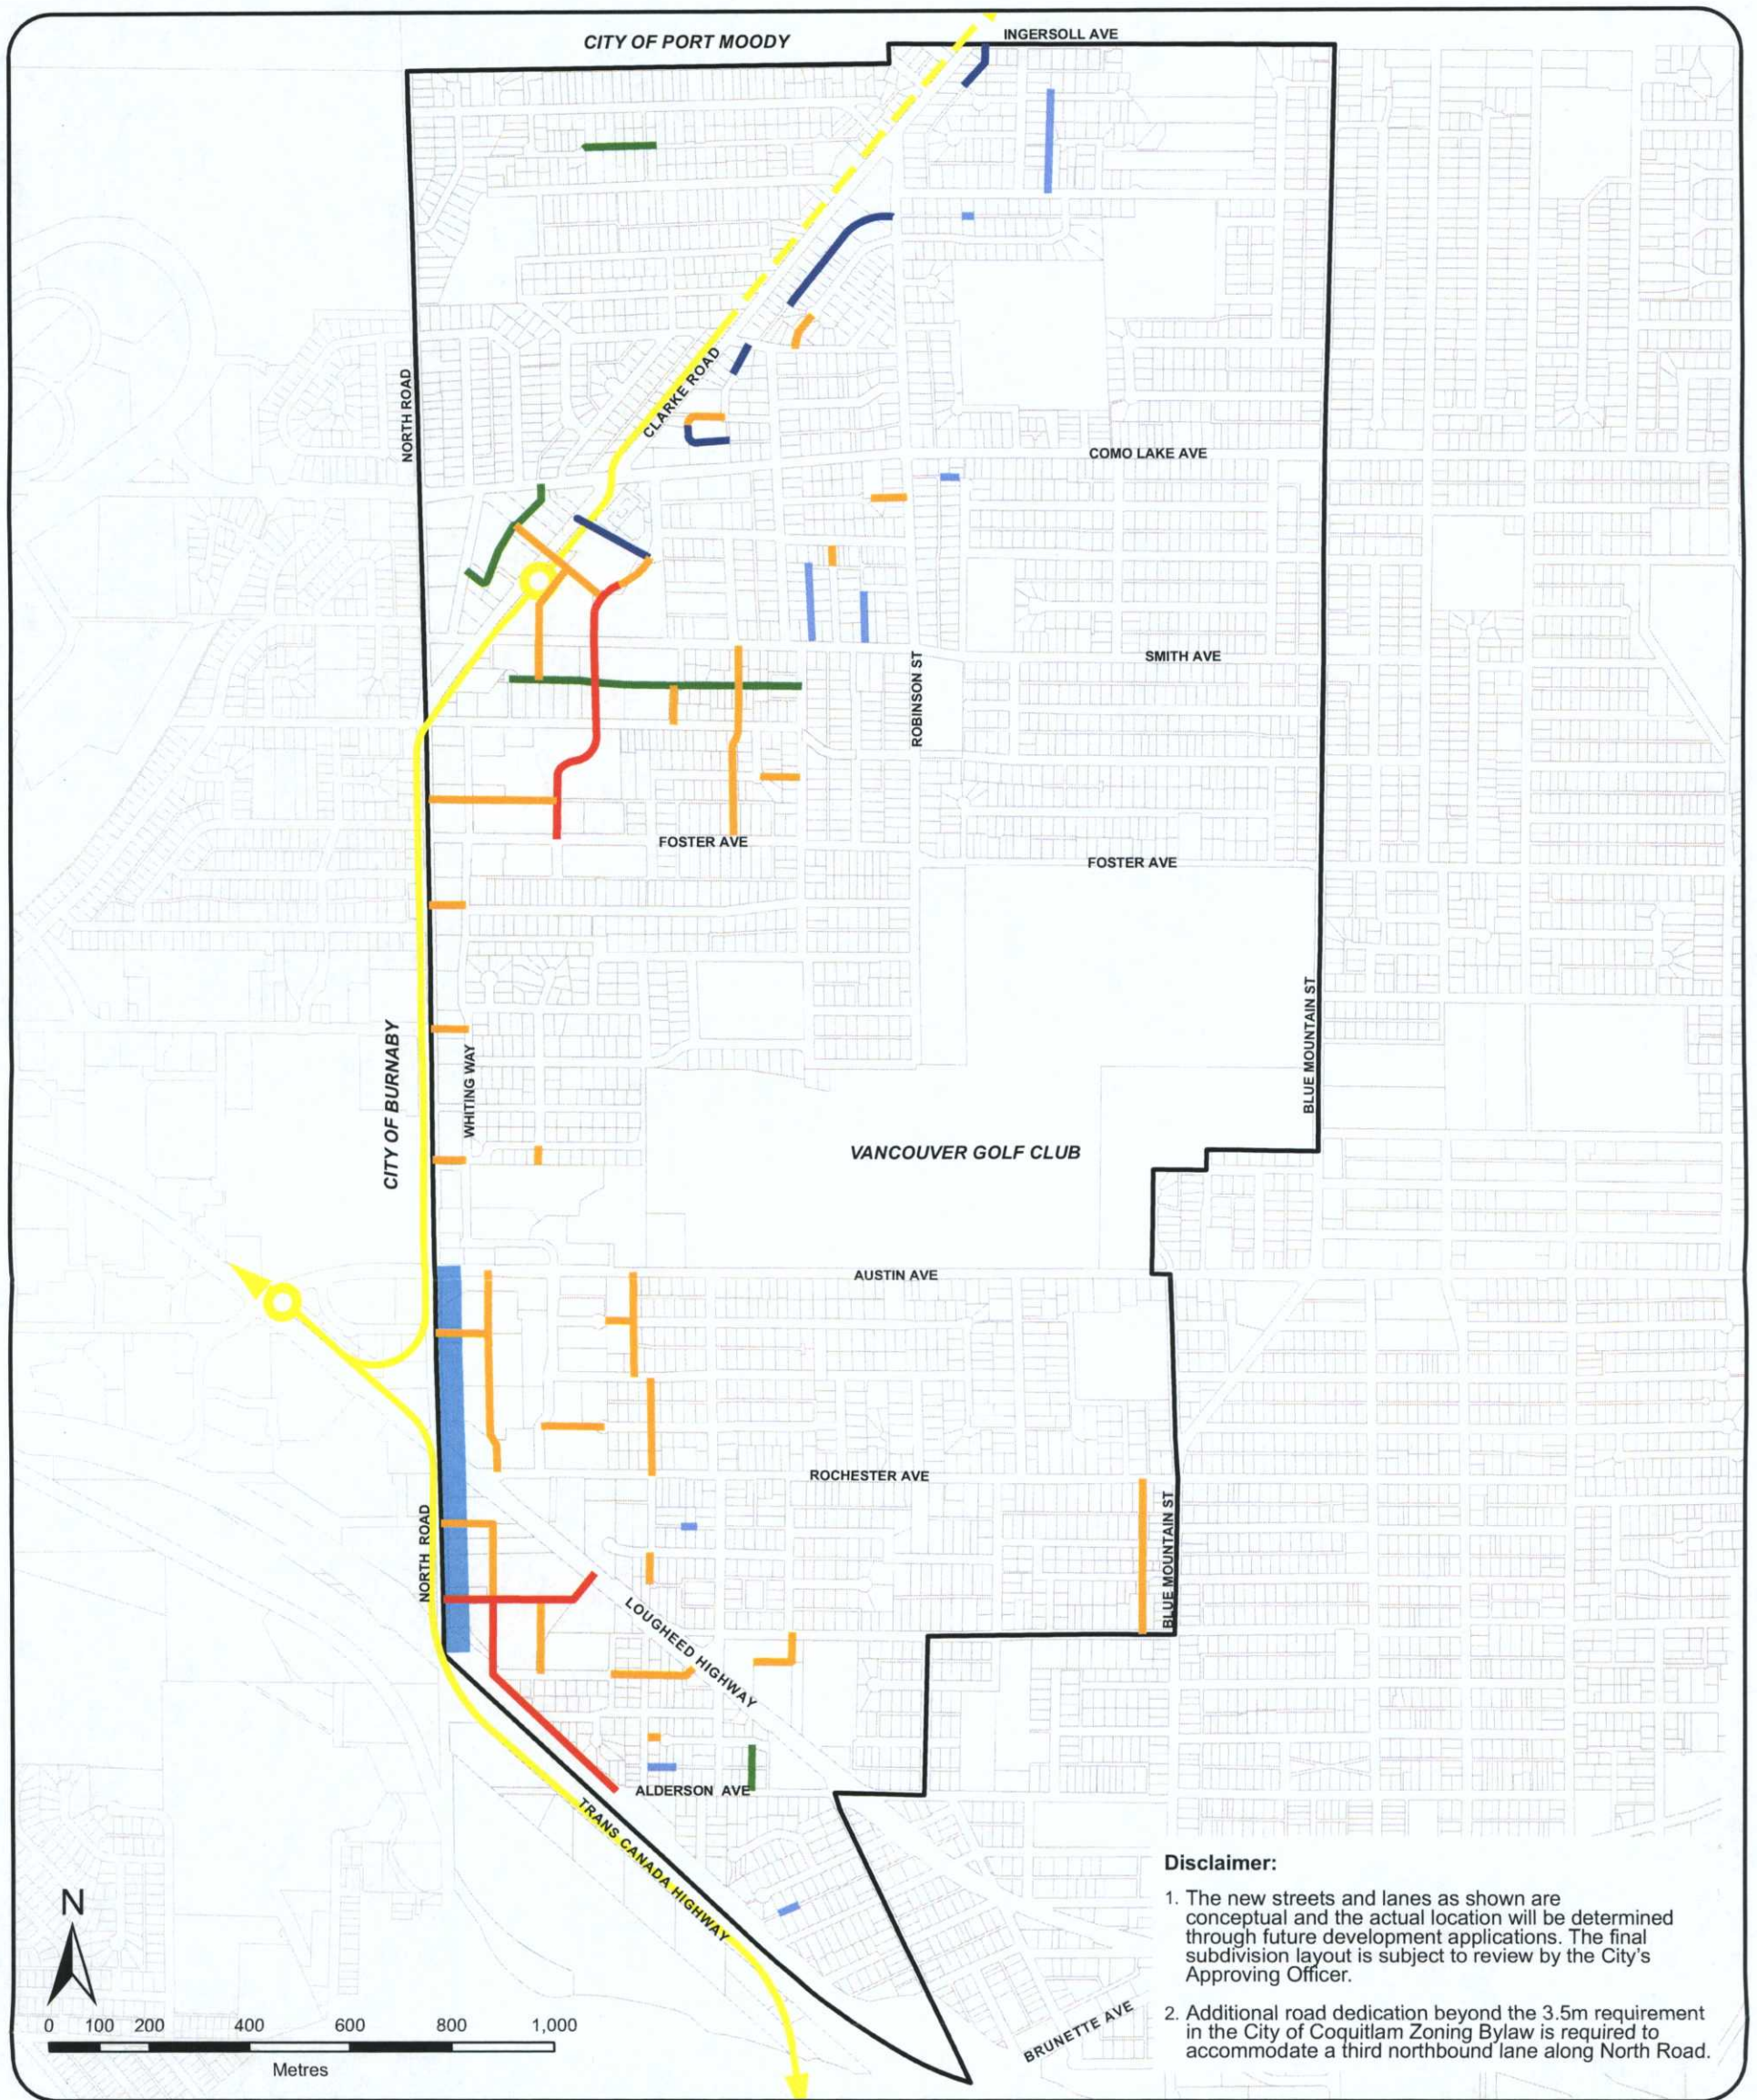 CITY OF PORT MOODY
INGERSOLL AVE
NORTH ROAD
CLARKE ROAD
COMO LAKE AVE
SMITH AVE
ROBINSON ST
FOSTER AVE
FOSTER AVE
BLUE MOUNTAIN ST
CITY OF BURNABY
WHITING WAY
VANCOUVER GOLF CLUB
AUSTIN AVE
ROCHESTER AVE
NORTH ROAD
BLUE MOUNTAIN ST
LOUGHEED HIGHWAY
ALDERSON AVE
TRANS CANADA HIGHWAY
BRUNETTE AVE
Disclaimer:
1. The new streets and lanes as shown are
conceptual and the actual location will be determined
through future development applications. The final
subdivision layout is subject to review by the City's
Approving Officer.
2. Additional road dedication beyond the 3.5m requirement
in the City of Coquitlam Zoning Bylaw is required to
accommodate a third northbound lane along North Road.
N
0 100 200 400 600 800 1,000
Metres